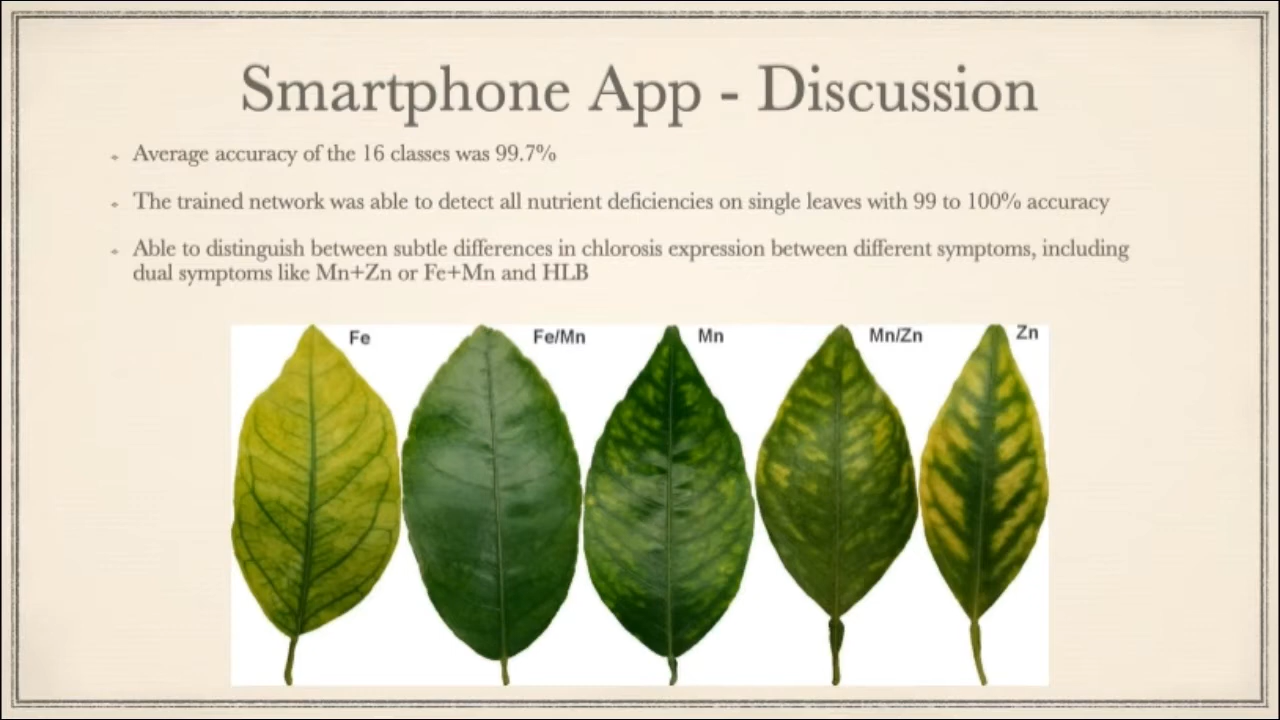 Smartphone App - Discussion
Average accuracy of the 16 classes was 99.7%
The trained network was able to detect all nutrient deficiencies on single leaves with 99 to 100% accuracy
Able to distinguish between subtle differences in chlorosis expression between different symptoms, including
dual symptoms like Mn+Zn or Fe+Mn and HLB
Fe
Fe/Mn
Mn
Mn/Zn
Zn